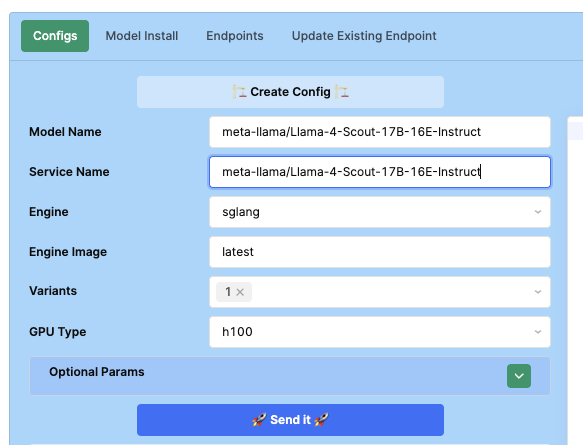 Configs Model Install Endpoints Update Existing Endpoint
🏗️ Create Config 🏗️
Model Name meta-llama/Llama-4-Scout-17B-16E-Instruct
Service Name meta-llama/Llama-4-Scout-17B-16E-Instruct
Engine sglang
Engine Image latest
Variants 1 ×
GPU Type h100
Optional Params
🚀 Send it 🚀